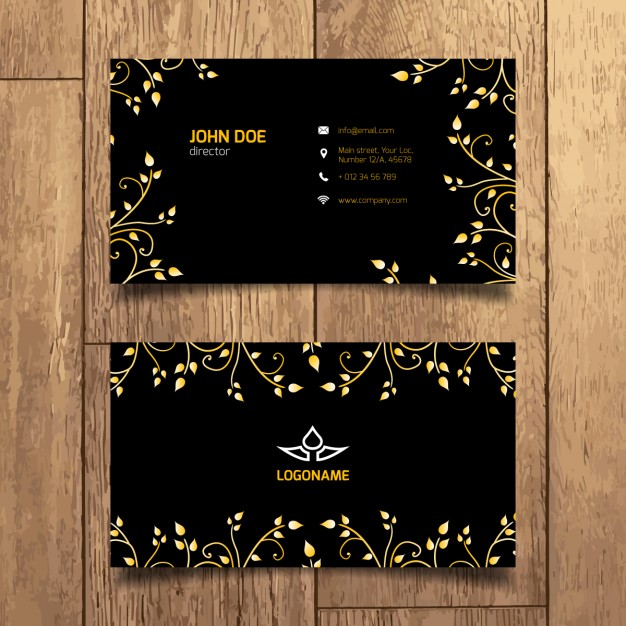 JOHN DOE
director
info@email.com
Main street, Your Loc.
Number 12/A, 45678
+ 012 34 56 789
www.company.com
LOGONAME